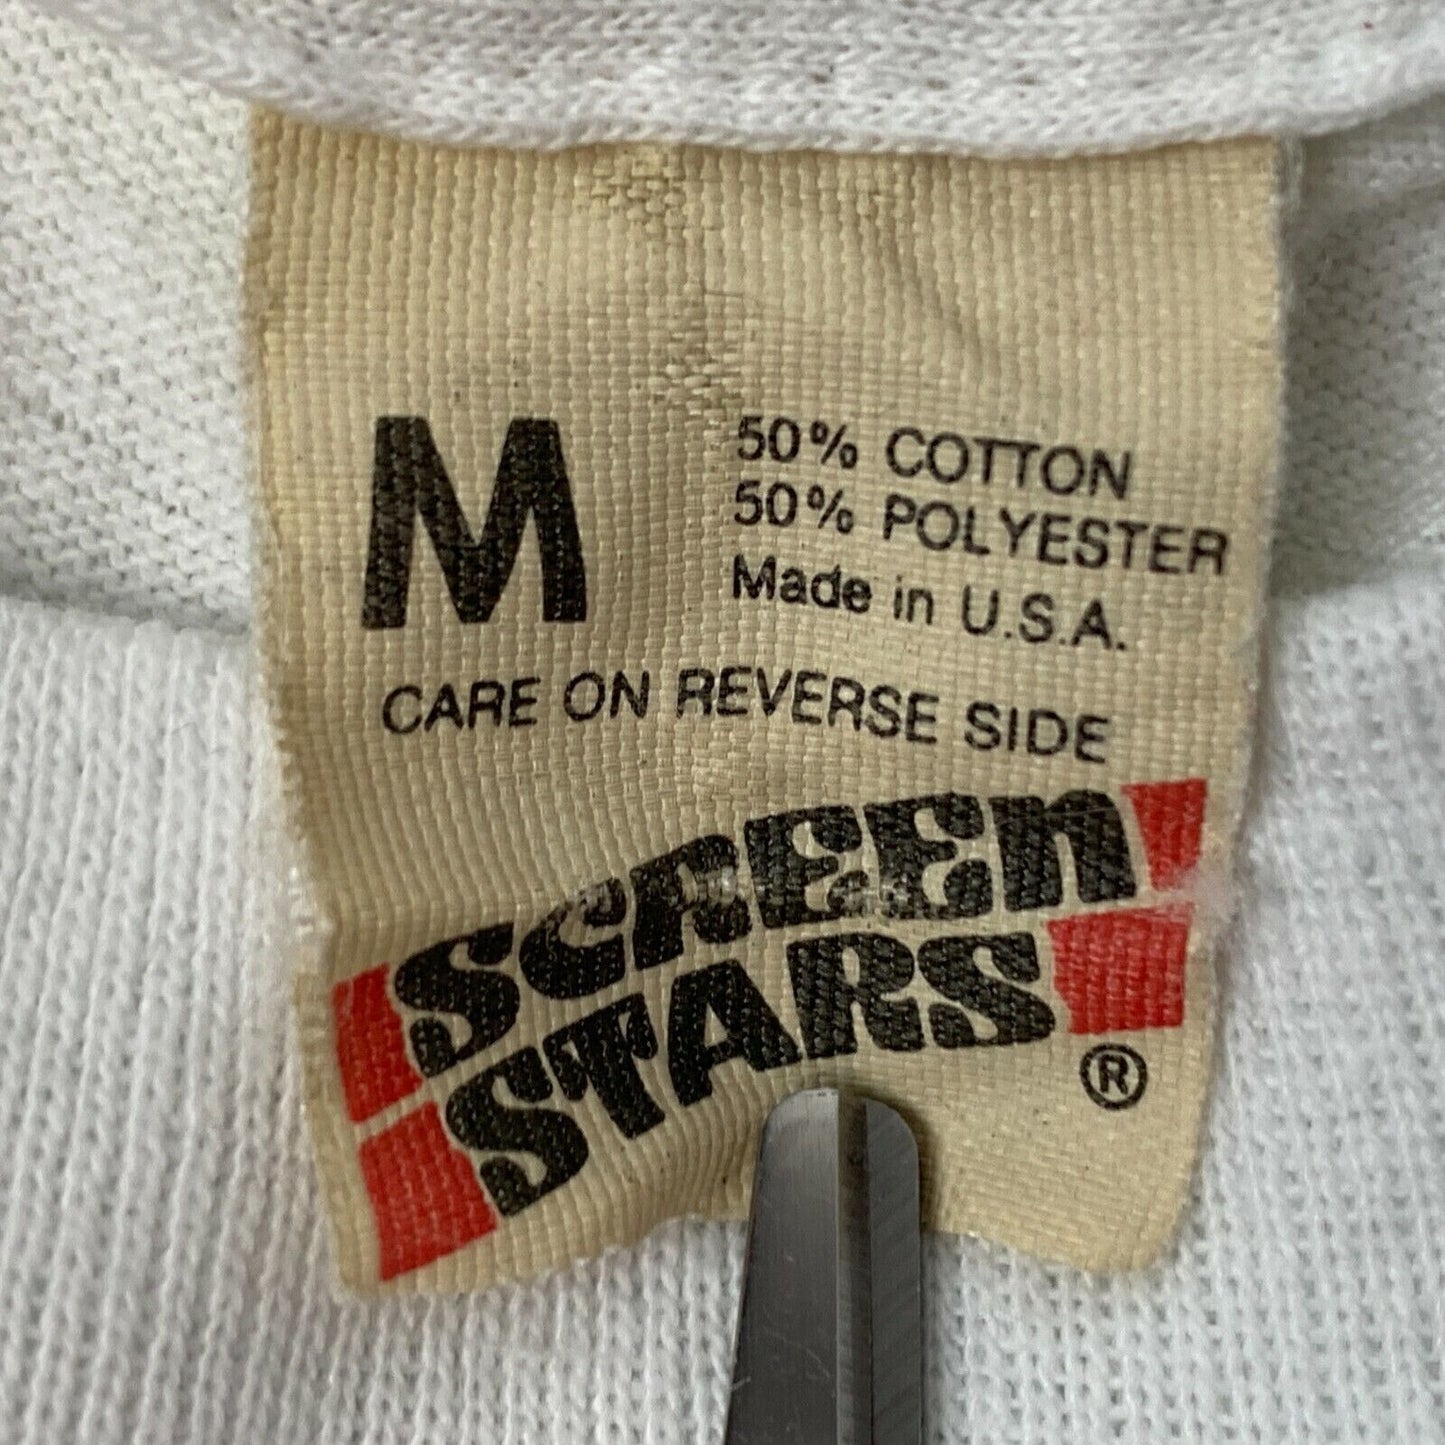 M
50% COTTON
50% POLYESTER
Made in U.S.A.
CARE ON REVERSE SIDE
SCREEN
STARS
®